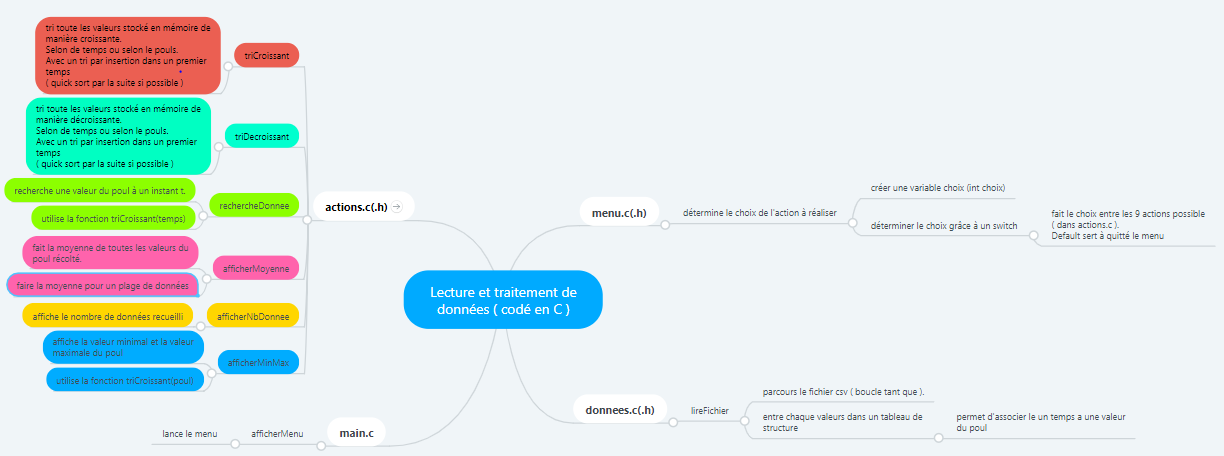 tri toute les valeurs stocké en mémoire de
manière croissante.
Selon de temps ou selon le pouls.
Avec un tri par insertion dans un premier
temps
( quick sort par la suite si possible )
triCroissant
tri toute les valeurs stocké en mémoire de
manière décroissante.
Selon de temps ou selon le pouls.
Avec un tri par insertion dans un premier
temps
( quick sort par la suite si possible )
triDecroissant
recherche une valeur du poul à un instant t.
utilise la fonction triCroissant(temps)
rechercheDonnee
fait la moyenne de toutes les valeurs du
poul récolté.
faire la moyenne pour un plage de données
afficherMoyenne
affiche le nombre de données recueilli
afficherNbDonnee
affiche la valeur minimal et la valeur
maximale du poul
utilise la fonction triCroissant(poul)
afficherMinMax
actions.c(.h)
lance le menu
afficherMenu
main.c
Lecture et traitement de
données ( codé en C )
menu.c(.h)
détermine le choix de l'action à réaliser
créer une variable choix (int choix)
déterminer le choix grâce à un switch
fait le choix entre les 9 actions possible
( dans actions.c ).
Default sert à quitté le menu
donnees.c(.h)
lireFichier
parcours le fichier csv ( boucle tant que ).
entre chaque valeurs dans un tableau de
structure
permet d'associer le un temps a une valeur
du poul